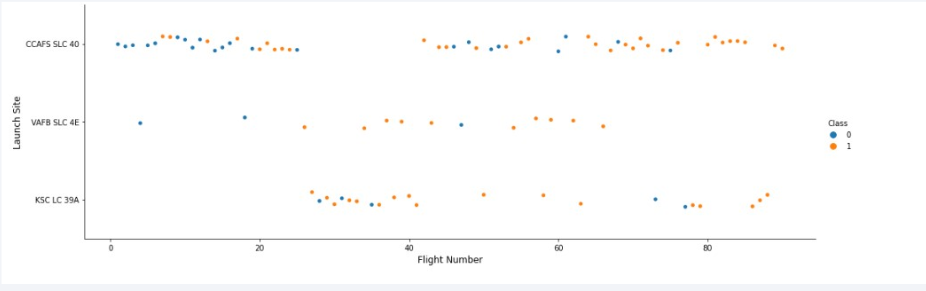 CCAFS SLC 40
VAFB SLC 4E
KSC LC 39A
Launch Site
0
20
40
60
80
Flight Number
Class
0
1